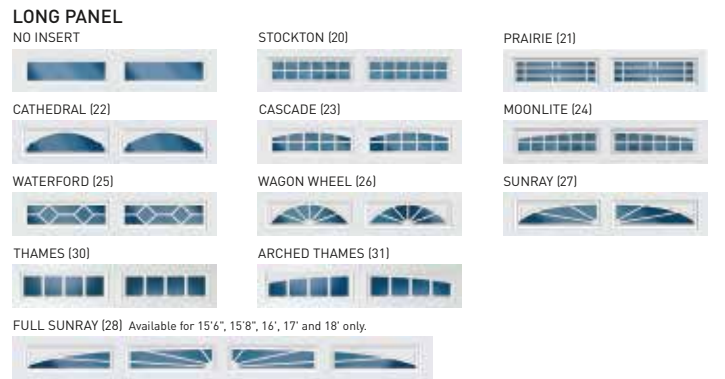 LONG PANEL
NO INSERT
STOCKTON (20)
PRAIRIE (21)
CATHEDRAL (22)
CASCADE (23)
MOONLITE (24)
WATERFORD (25)
WAGON WHEEL (26)
SUNRAY (27)
THAMES (30)
ARCHED THAMES (31)
FULL SUNRAY (28) Available for 15'6", 15'8", 16', 17' and 18' only.